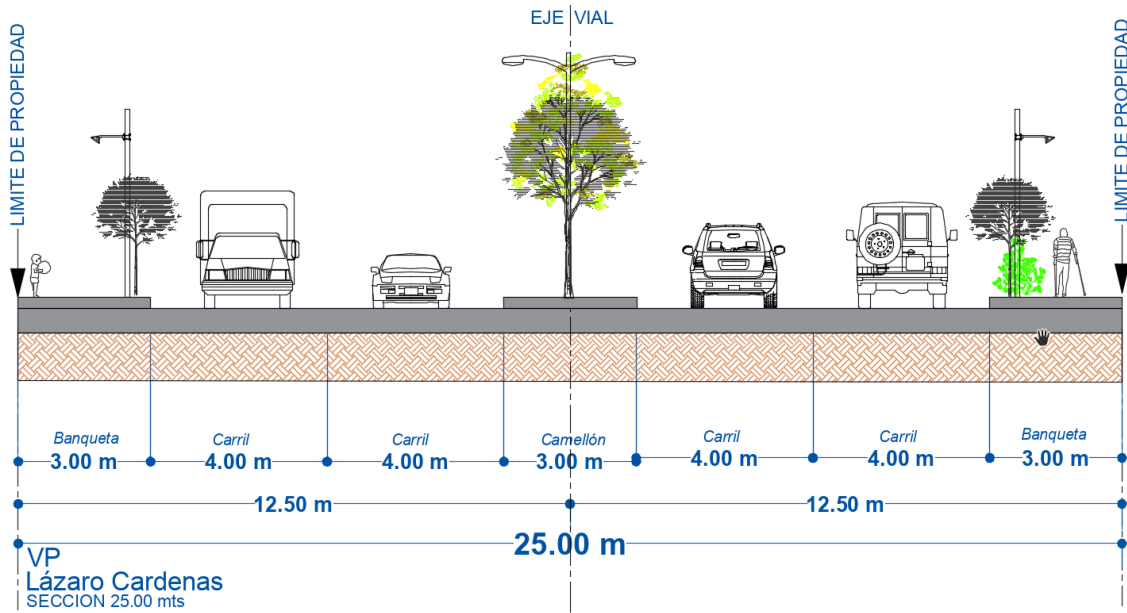 EJE VIAL
LIMITE DE PROPIEDAD
LIMITE DE PROPIEDAD
Banqueta
3.00 m
Carril
4.00 m
Carril
4.00 m
Camellón
3.00 m
Carril
4.00 m
Carril
4.00 m
Banqueta
3.00 m
12.50 m
12.50 m
25.00 m
VP
Lázaro Cardenas
SECCION 25.00 mts